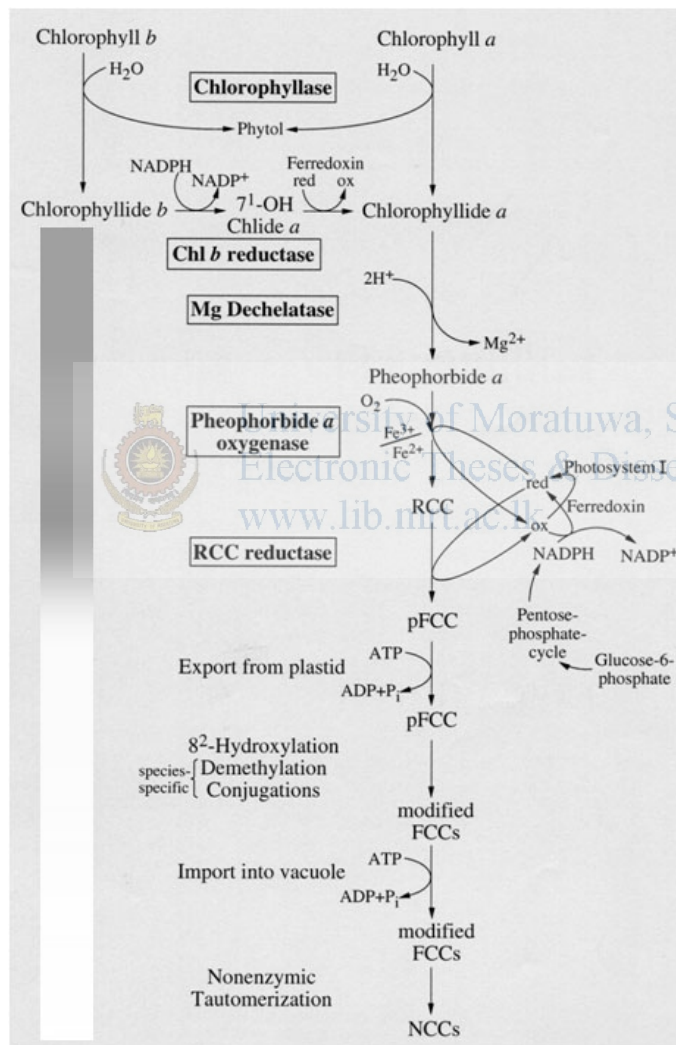 Chlorophyll b
Chlorophyll a
H2O
H2O
Chlorophyllase
Phytol
NADPH
NADP+
Ferredoxin
red ox
Chlorophyllide b
7¹-OH
Chlide a
Chlorophyllide a
Chl b reductase
2H+
Mg Dechelatase
Mg2+
Pheophorbide a
O2
University of Moratuwa, S
Pheophorbide a
oxygenase
Fe3+
Fe2+
Electronic Theses & Disse
Photosystem I
red
RCC
Ferredoxin
www.lib.mrt.ac.lk
ox
RCC reductase
NADPH
NADP+
pFCC
Pentose-
phosphate-
cycle
Glucose-6-
phosphate
Export from plastid
ATP
ADP+Pi
pFCC
8²-Hydroxylation
species-
specific
Demethylation
Conjugations
modified
FCCs
Import into vacuole
ATP
ADP+Pi
modified
FCCs
Nonenzymic
Tautomerization
NCCs